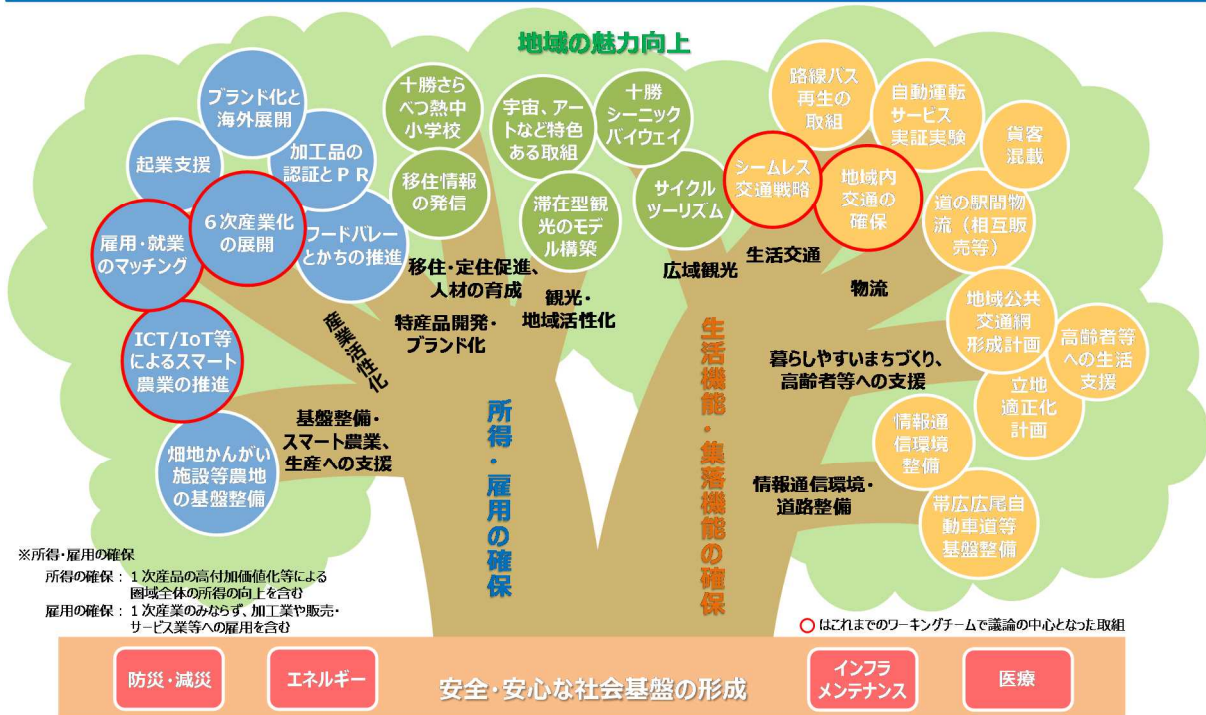 地域の魅力向上
ブランド化と
海外展開
起業支援
加工品の
認証とＰＲ
雇用・就業
のマッチング
６次産業化
の展開
フードバレー
とかちの推進
ICT/IoT等
によるスマート
農業の推進
畑地かんがい
施設等農地
の基盤整備
十勝さら
べつ熱中
小学校
移住情報
の発信
宇宙、アー
トなど特色
ある取組
滞在型観
光のモデ
ル構築
十勝
シーニック
バイウェイ
サイクル
ツーリズム
路線バス
再生の
取組
自動運転
サービス
実証実験
貨客
混載
シームレス
交通戦略
地域内
交通の
確保
道の駅間物
流（相互販
売等）
地域公共
交通網
形成計画
高齢者等
への生活
支援
立地
適正化
計画
情報通
信環境
整備
帯広広尾自
動車道等
基盤整備
産業活性化
移住・定住促進、
人材の育成
特産品開発・
ブランド化
観光・
地域活性化
広域観光
生活交通
物流
暮らしやすいまちづくり、
高齢者等への支援
基盤整備・
スマート農業、
生産への支援
情報通信環境・
道路整備
所得・雇用の確保
生活機能・集落機能の確保
※所得・雇用の確保
所得の確保：１次産品の高付加価値化等による
圏域全体の所得の向上を含む
雇用の確保：１次産業のみならず、加工業や販売・
サービス業等への雇用を含む
○はこれまでのワーキングチームで議論の中心となった取組
防災・減災
エネルギー
安全・安心な社会基盤の形成
インフラ
メンテナンス
医療